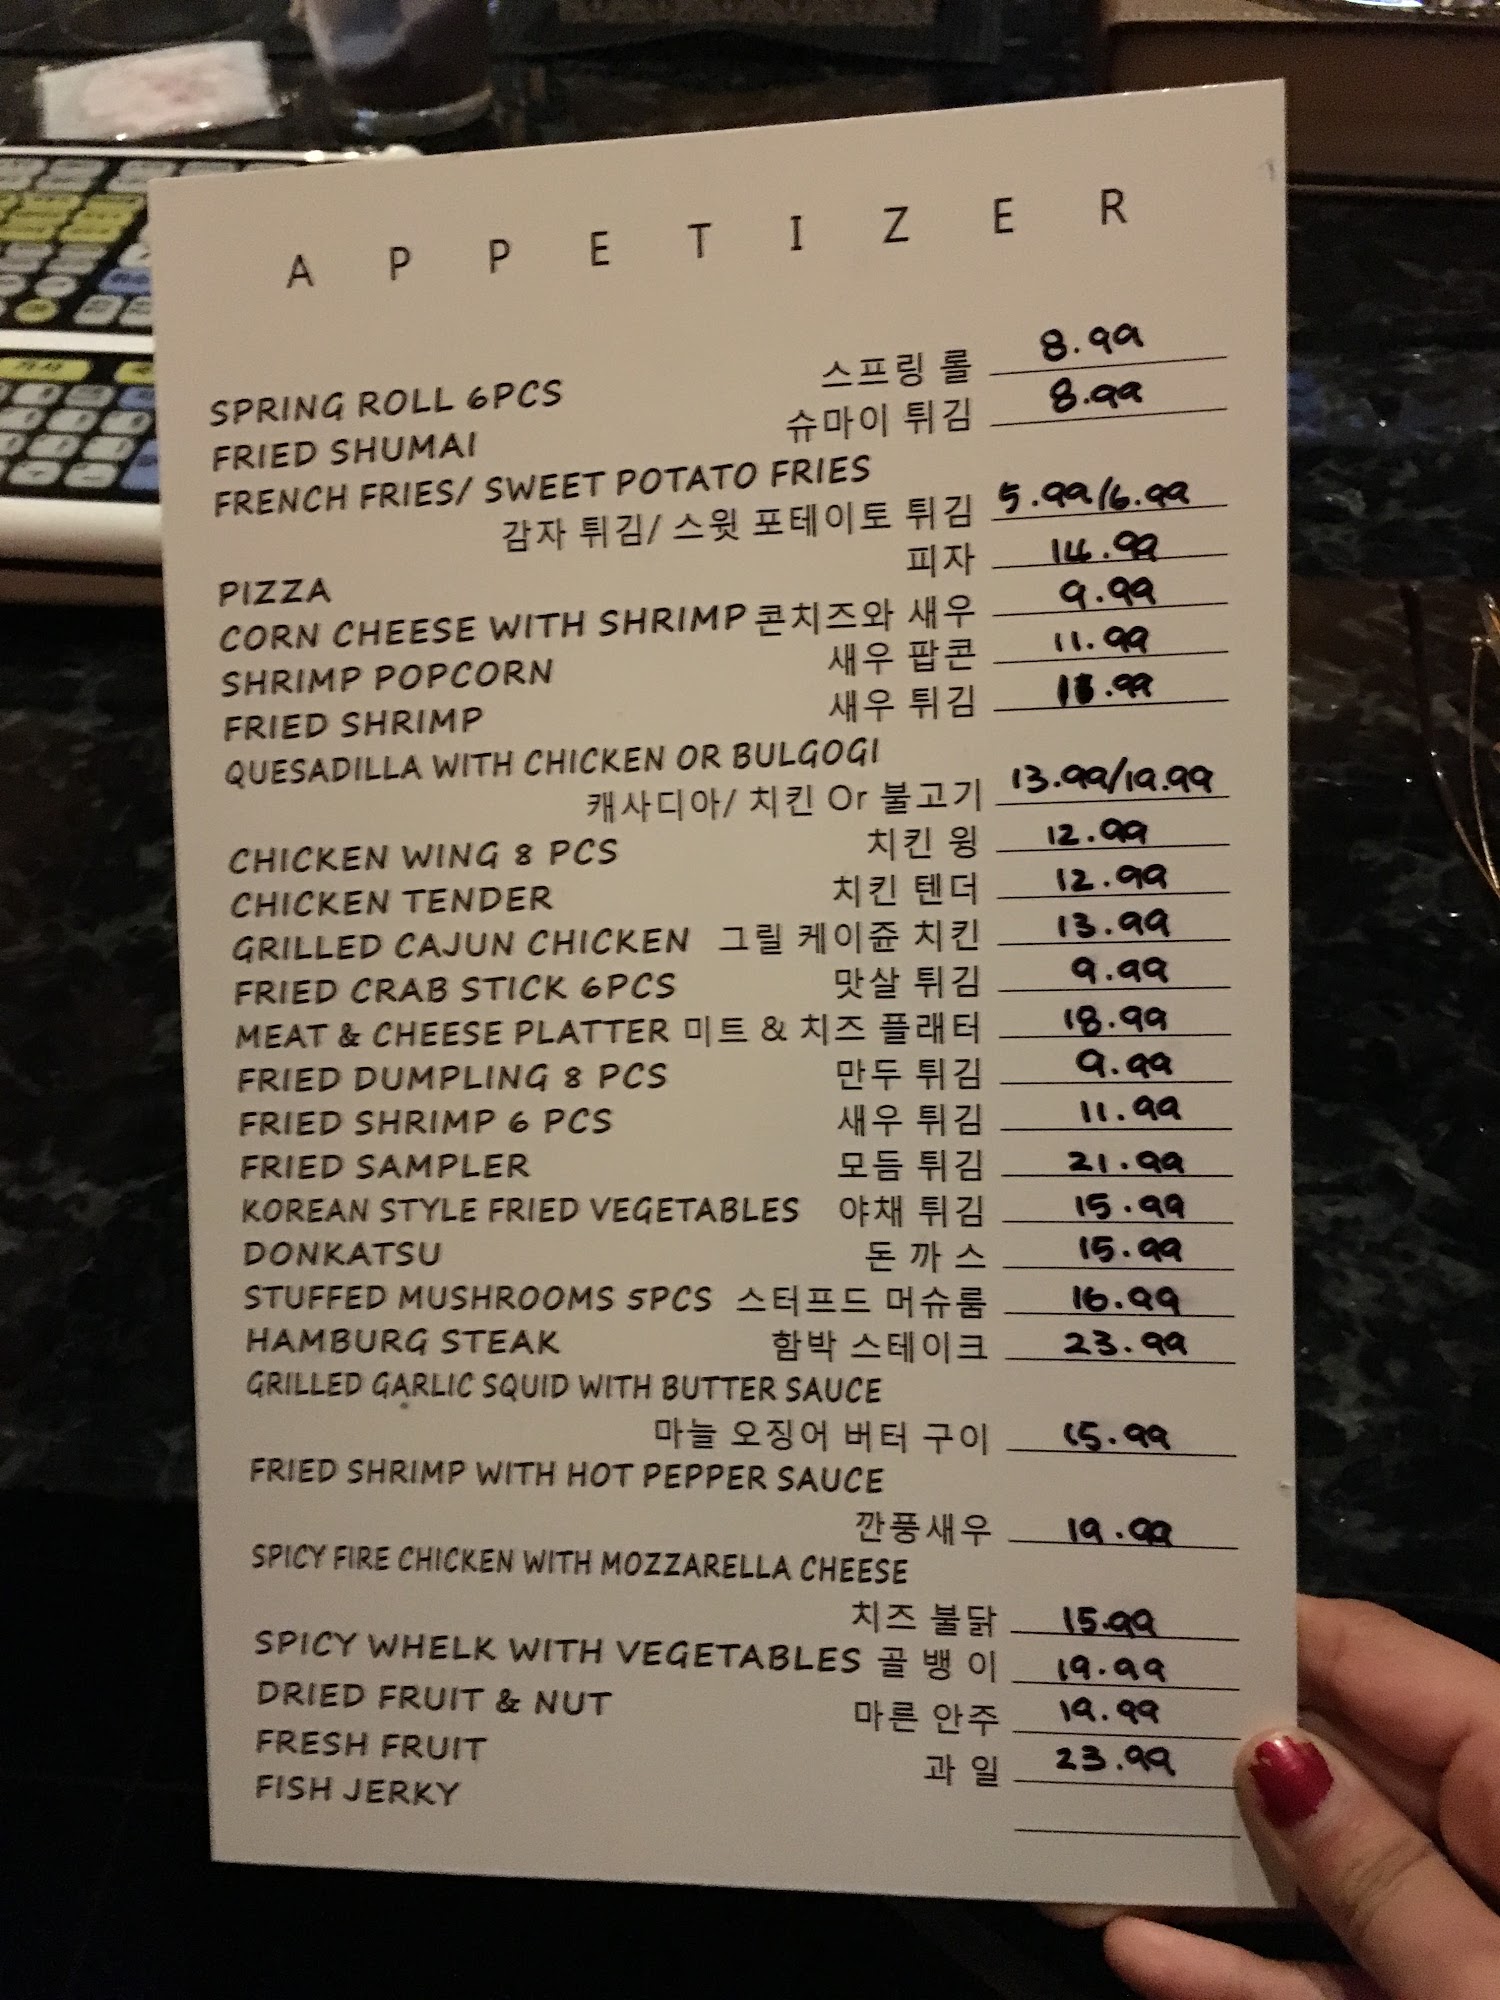 APPETIZER
SPRING ROLL 6PCS 스프링 롤 8.99
FRIED SHUMAI 슈마이 튀김 8.99
FRENCH FRIES/ SWEET POTATO FRIES
감자 튀김/ 스윗 포테이토 튀김 5.99/6.99
PIZZA 피자 14.99
CORN CHEESE WITH SHRIMP 콘치즈와 새우 9.99
SHRIMP POPCORN 새우 팝콘 11.99
FRIED SHRIMP 새우 튀김
QUESADILLA WITH CHICKEN OR BULGOGI
캐사디아/ 치킨 Or 불고기 13.99/19.99
CHICKEN WING 8 PCS 치킨 윙 12.99
CHICKEN TENDER 치킨 텐더 12.99
GRILLED CAJUN CHICKEN 그릴 케이쥰 치킨 13.99
FRIED CRAB STICK 6PCS 맛살 튀김 9.99
MEAT & CHEESE PLATTER 미트 & 치즈 플래터 18.99
FRIED DUMPLING 8 PCS 만두 튀김 9.99
FRIED SHRIMP 6 PCS 새우 튀김 11.99
FRIED SAMPLER 모듬 튀김 21.99
KOREAN STYLE FRIED VEGETABLES 야채 튀김 15.99
DONKATSU 돈 까 스 15.99
STUFFED MUSHROOMS 5PCS 스터프드 머슈룸 16.99
HAMBURG STEAK 함박 스테이크 23.99
GRILLED GARLIC SQUID WITH BUTTER SAUCE
마늘 오징어 버터 구이 15.99
FRIED SHRIMP WITH HOT PEPPER SAUCE
깐풍새우 19.99
SPICY FIRE CHICKEN WITH MOZZARELLA CHEESE
치즈 불닭 15.99
SPICY WHELK WITH VEGETABLES 골 뱅 이 19.99
DRIED FRUIT & NUT 마른 안주 19.99
FRESH FRUIT 과 일 23.99
FISH JERKY